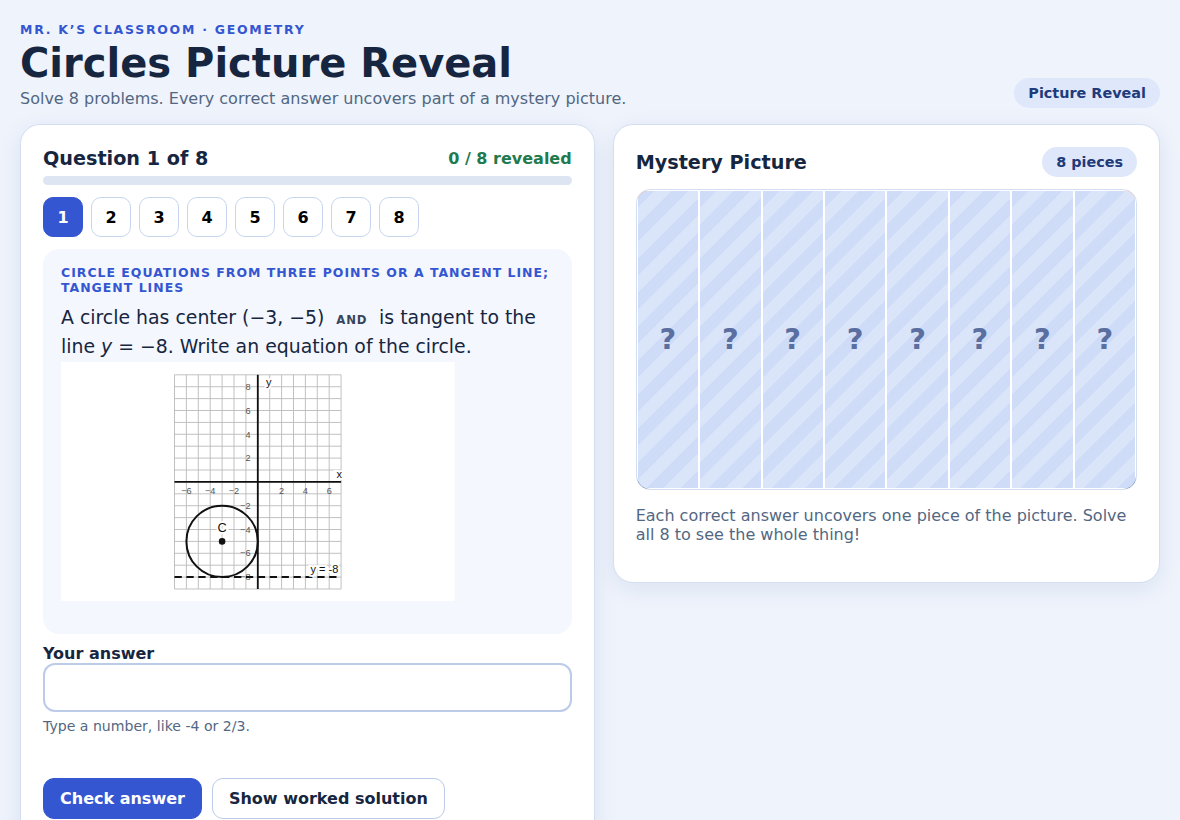 MR. K’S CLASSROOM · GEOMETRY
Circles Picture Reveal
Solve 8 problems. Every correct answer uncovers part of a mystery picture.
Picture Reveal
Question 1 of 8
0 / 8 revealed
1 2 3 4 5 6 7 8
CIRCLE EQUATIONS FROM THREE POINTS OR A TANGENT LINE;
TANGENT LINES
A circle has center (−3, −5) AND is tangent to the
line y = −8. Write an equation of the circle.
y
8
6
4
2
x
−6 −4 −2 2 4 6
−2
C
−4
−6
y = -8
−8
Your answer
Type a number, like -4 or 2/3.
Check answer
Show worked solution
Mystery Picture
8 pieces
? ? ? ? ? ? ? ?
Each correct answer uncovers one piece of the picture. Solve
all 8 to see the whole thing!